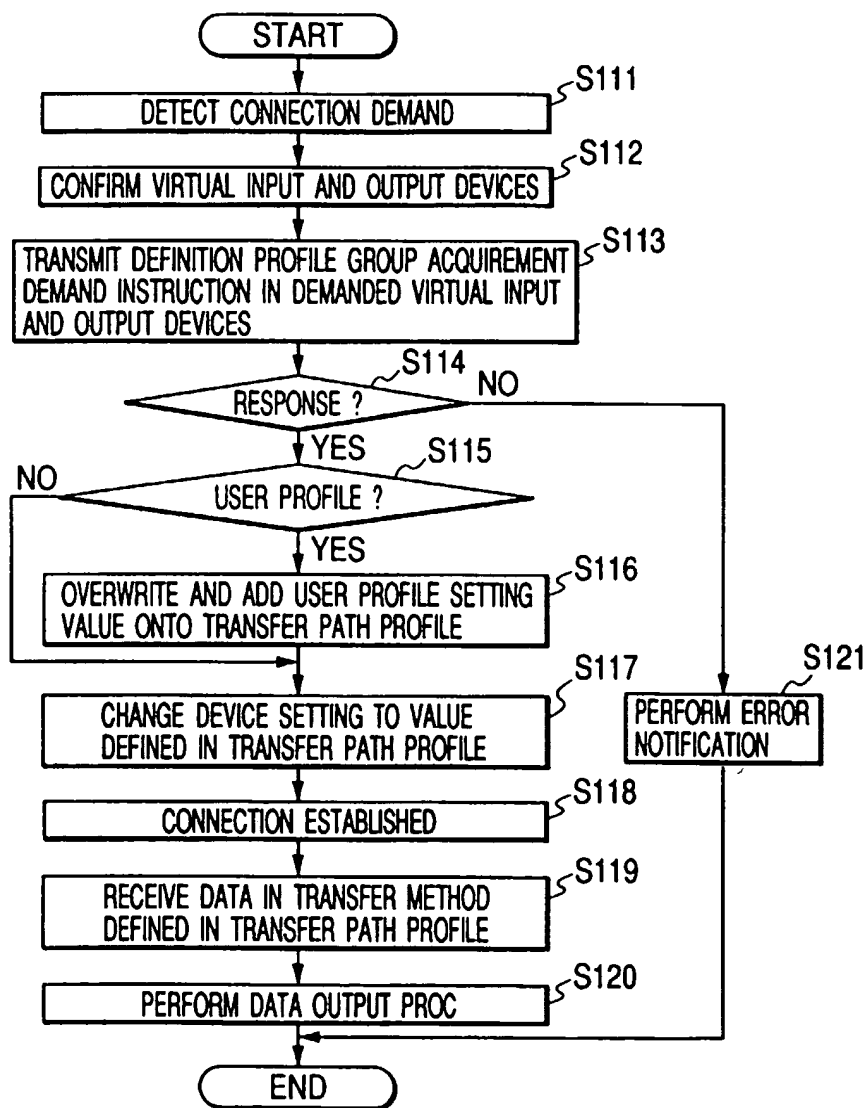 START
S111
DETECT CONNECTION DEMAND
S112
CONFIRM VIRTUAL INPUT AND OUTPUT DEVICES
S113
TRANSMIT DEFINITION PROFILE GROUP ACQUIREMENT
DEMAND INSTRUCTION IN DEMANDED VIRTUAL INPUT
AND OUTPUT DEVICES
S114
RESPONSE ?
NO
YES
S115
USER PROFILE ?
NO
YES
S116
OVERWRITE AND ADD USER PROFILE SETTING
VALUE ONTO TRANSFER PATH PROFILE
S117
CHANGE DEVICE SETTING TO VALUE
DEFINED IN TRANSFER PATH PROFILE
S121
PERFORM ERROR
NOTIFICATION
S118
CONNECTION ESTABLISHED
S119
RECEIVE DATA IN TRANSFER METHOD
DEFINED IN TRANSFER PATH PROFILE
S120
PERFORM DATA OUTPUT PROC
END